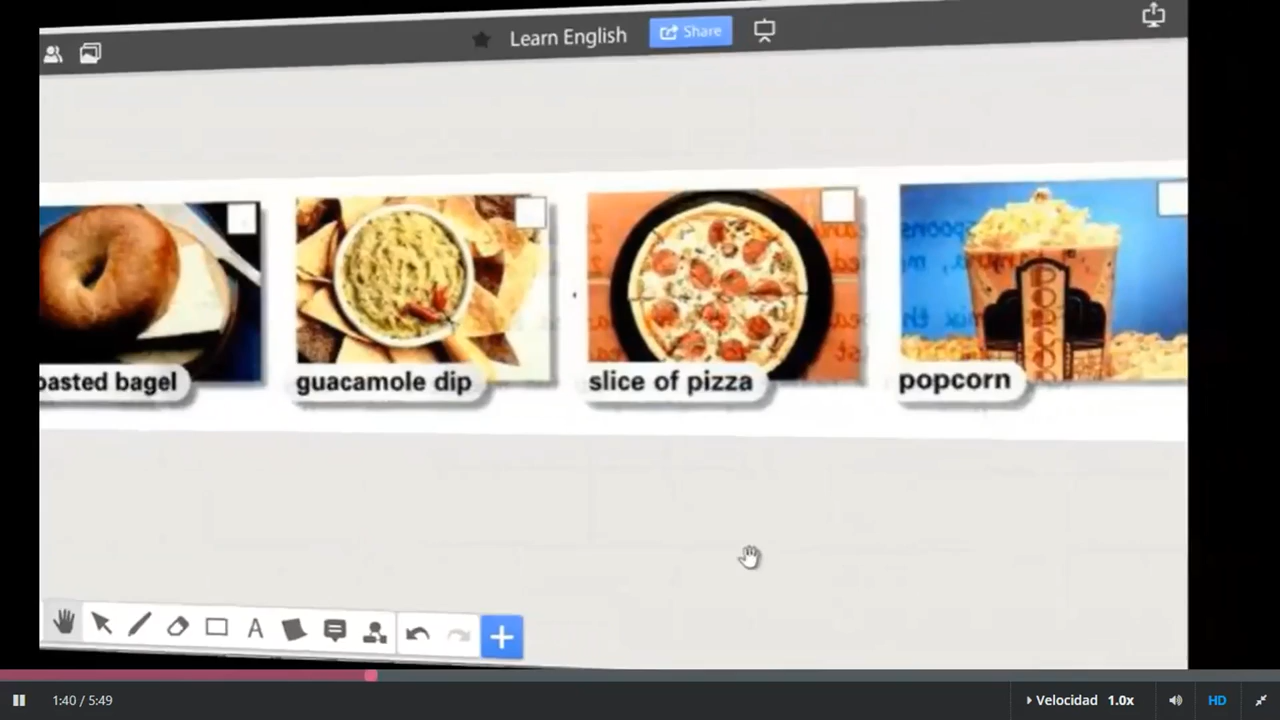 Learn English Share
oasted bagel
guacamole dip
slice of pizza
popcorn
1:40 / 5:49
Velocidad 1.0x
HD